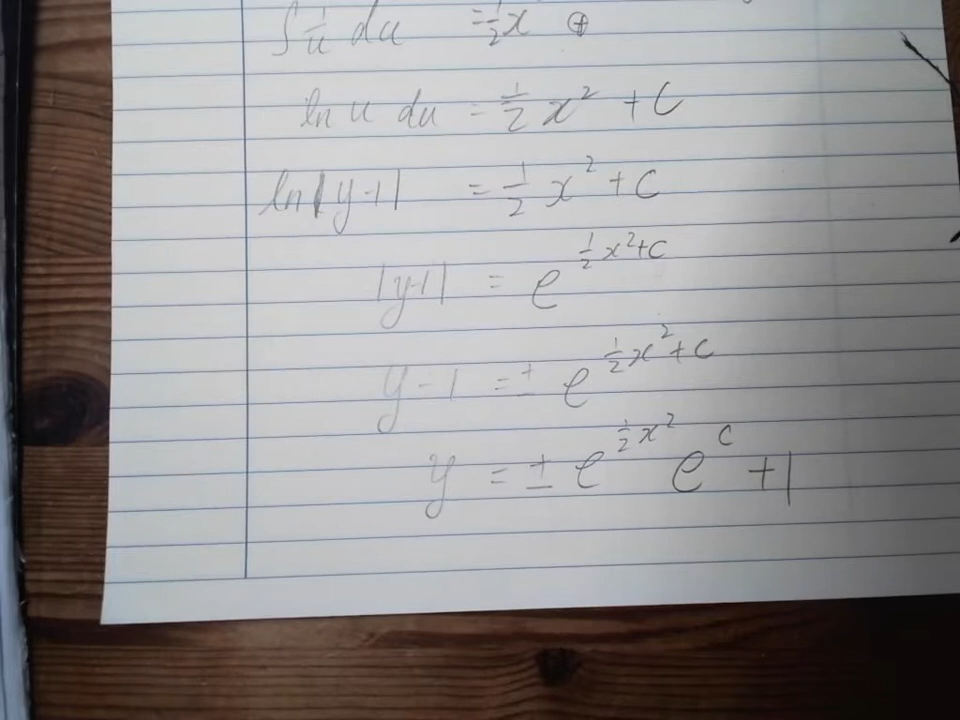 ∫ 1/u du = 1/2 x ⊕
ln u du = 1/2 x² + C
ln|y-1| = 1/2 x² + C
|y-1| = e^(1/2 x² + C)
y - 1 = ± e^(1/2 x² + C)
y = ± e^(1/2 x²) e^C + 1